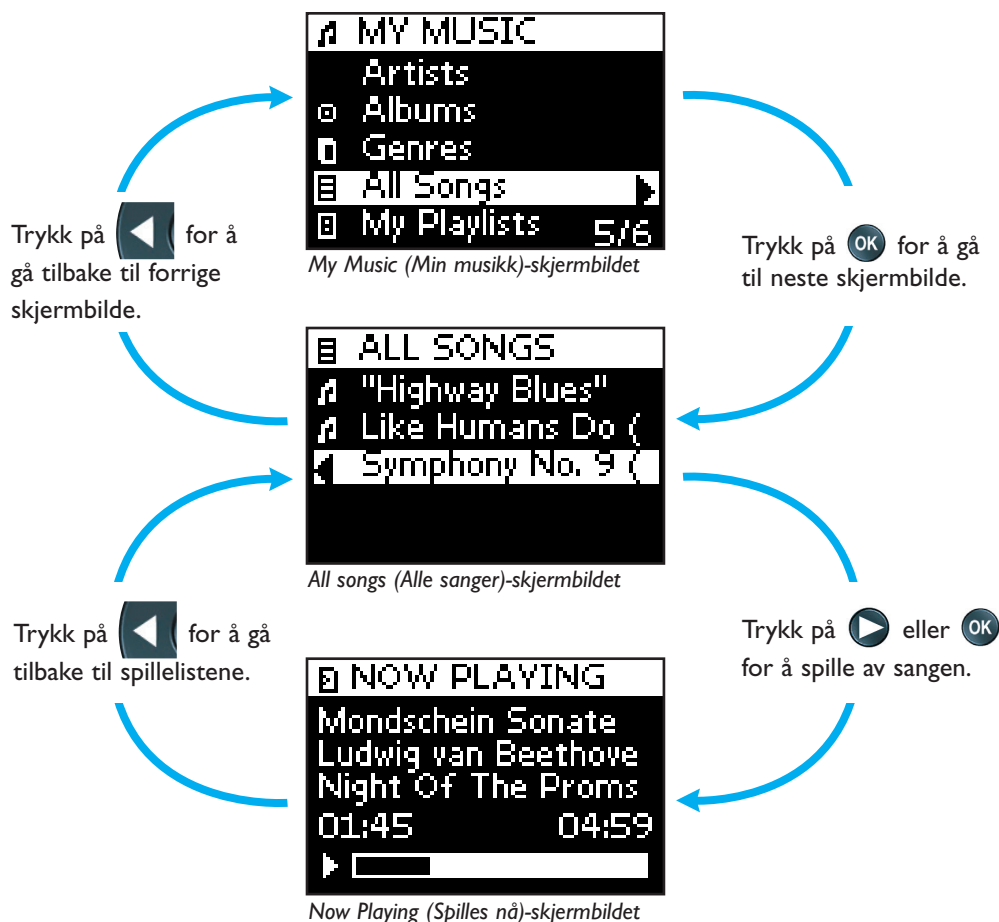 MY MUSIC
Artists
Albums
Genres
All Songs
My Playlists 5/6
My Music (Min musikk)-skjermbildet
Trykk på for å
gå tilbake til forrige
skjermbilde.
Trykk på OK for å gå
til neste skjermbilde.
ALL SONGS
"Highway Blues"
Like Humans Do (
Symphony No. 9 (
All songs (Alle sanger)-skjermbildet
Trykk på for å gå
tilbake til spillelistene.
Trykk på eller OK
for å spille av sangen.
NOW PLAYING
Mondschein Sonate
Ludwig van Beethove
Night Of The Proms
01:45 04:59
Now Playing (Spilles nå)-skjermbildet